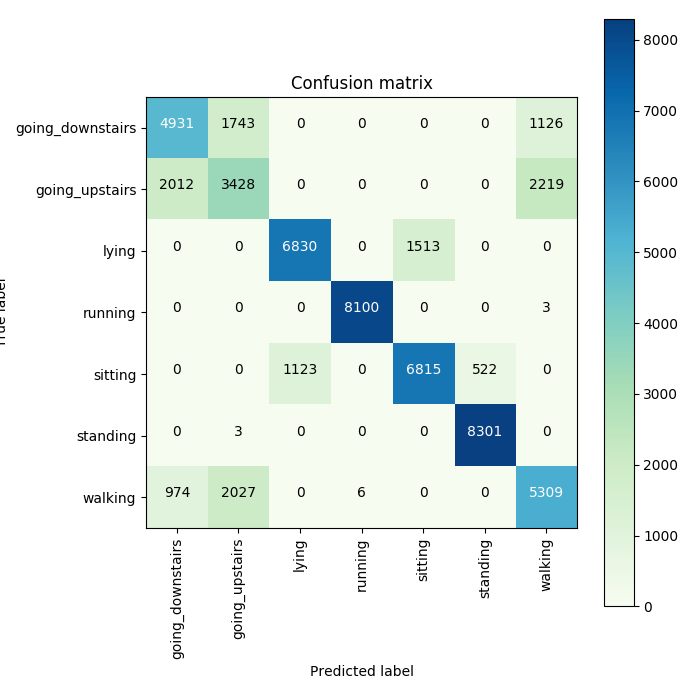 Confusion matrix
going_downstairs 4931 1743 0 0 0 0 1126
going_upstairs 2012 3428 0 0 0 0 2219
lying 0 0 6830 0 1513 0 0
running 0 0 0 8100 0 0 3
sitting 0 0 1123 0 6815 522 0
standing 0 3 0 0 0 8301 0
walking 974 2027 0 6 0 0 5309
going_downstairs
going_upstairs
lying
running
sitting
standing
walking
Predicted label
True label
8000
7000
6000
5000
4000
3000
2000
1000
0